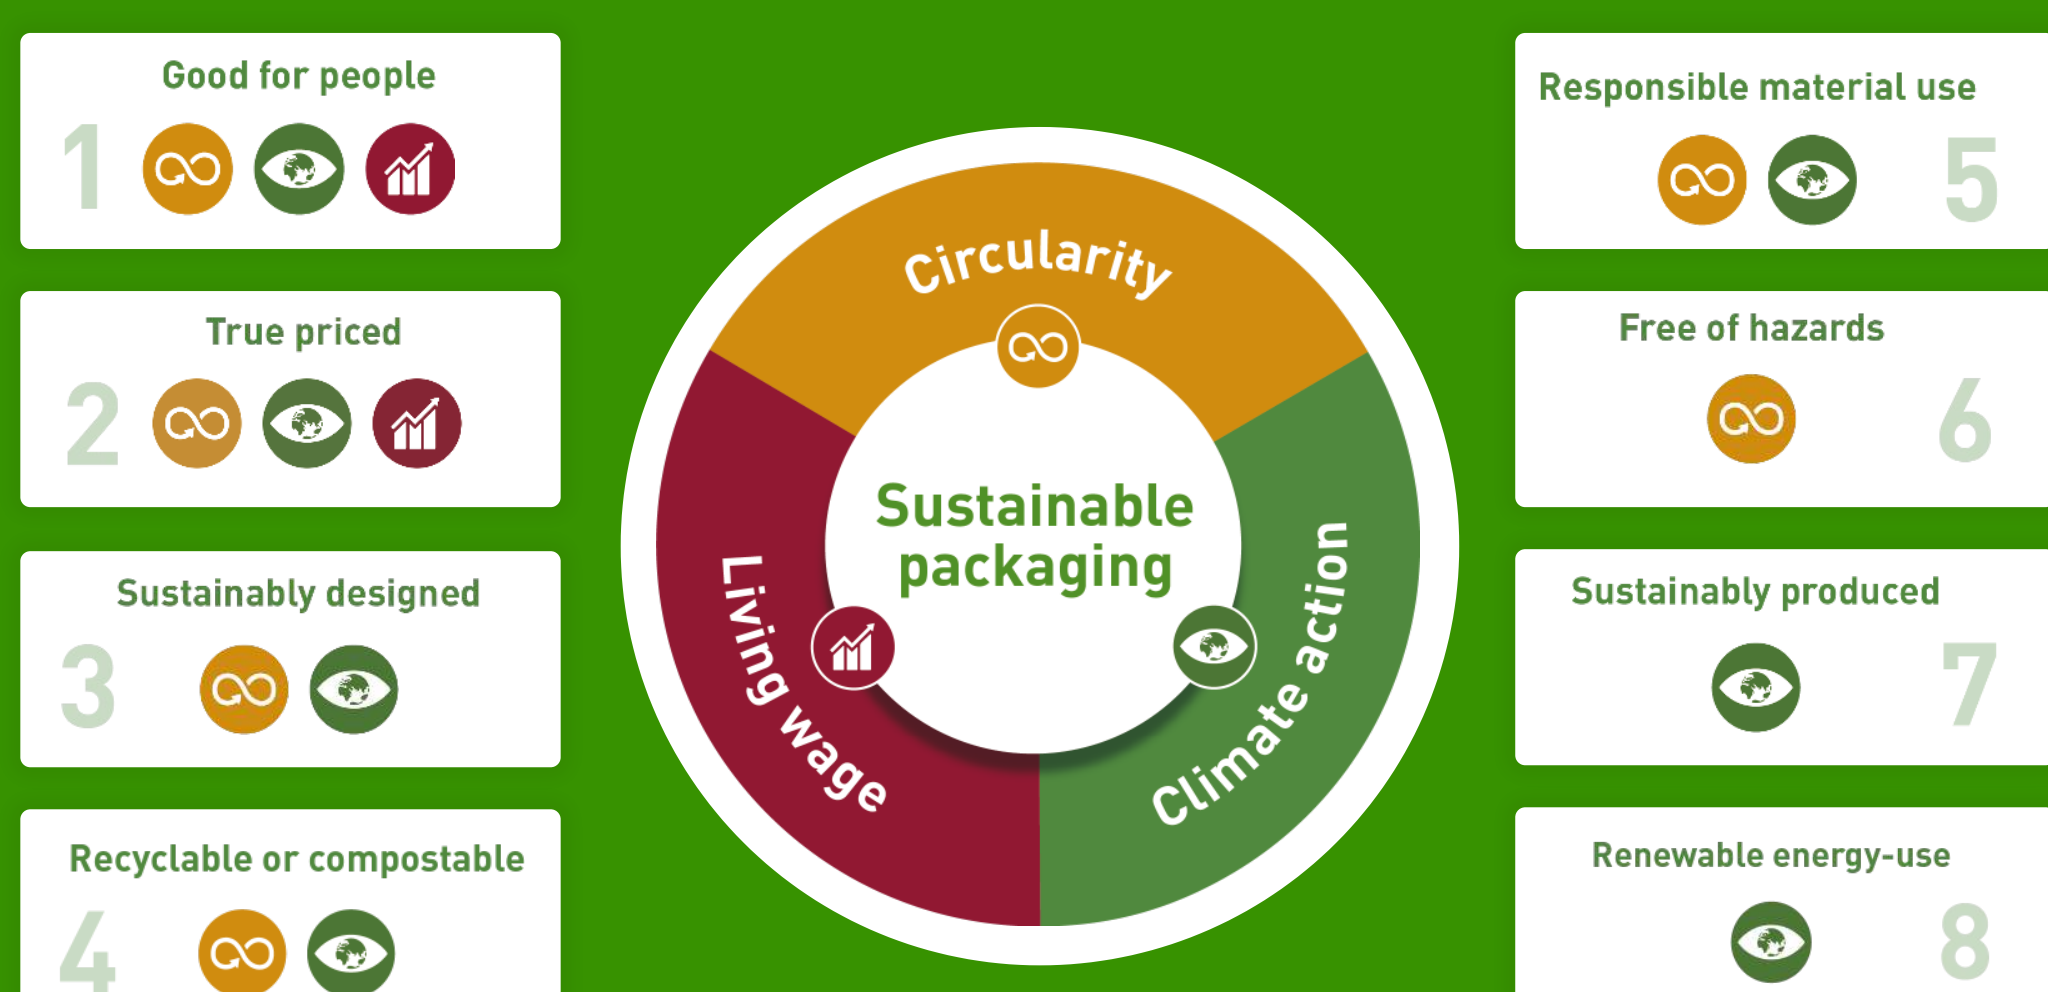 Good for people
1
True priced
2
Sustainably designed
3
Recyclable or compostable
4
Circularity
Sustainable
packaging
Living wage
Climate action
Responsible material use
5
Free of hazards
6
Sustainably produced
7
Renewable energy-use
8